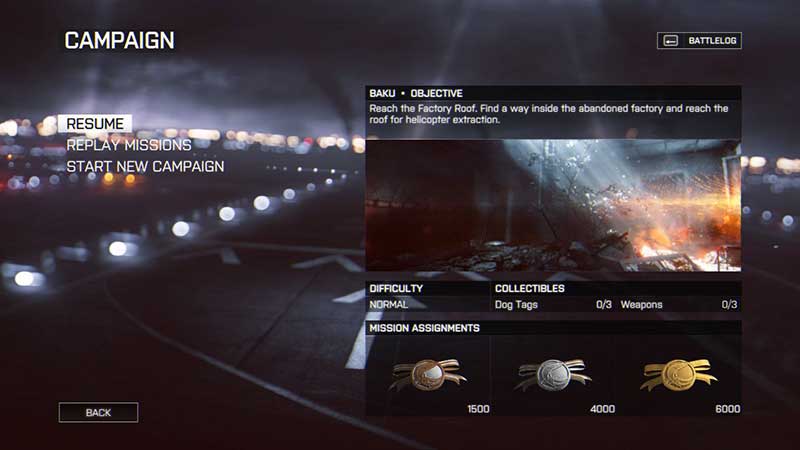 CAMPAIGN
BATTLELOG
RESUME
REPLAY MISSIONS
START NEW CAMPAIGN
BAKU • OBJECTIVE
Reach the Factory Roof. Find a way inside the abandoned factory and reach the
roof for helicopter extraction.
DIFFICULTY
NORMAL
COLLECTIBLES
Dog Tags 0/3 Weapons 0/3
MISSION ASSIGNMENTS
1500 4000 6000
BACK